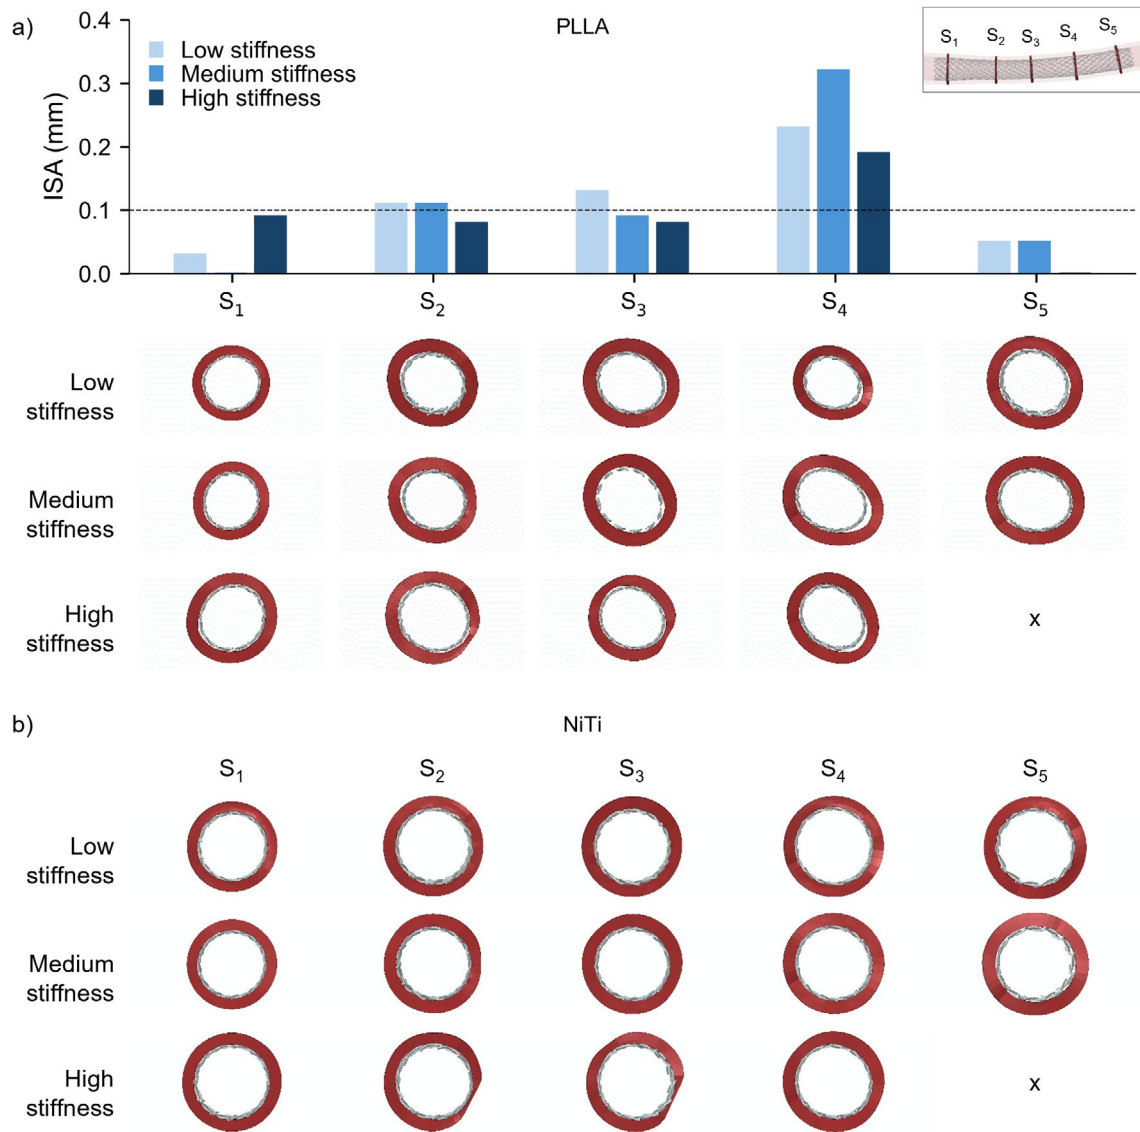 a)
PLLA
Low stiffness
Medium stiffness
High stiffness
S1 S2 S3 S4 S5
ISA (mm)
0.4
0.3
0.2
0.1
0.0
S1 S2 S3 S4 S5
Low
stiffness
Medium
stiffness
High
stiffness
x
b)
NiTi
S1 S2 S3 S4 S5
Low
stiffness
Medium
stiffness
High
stiffness
x